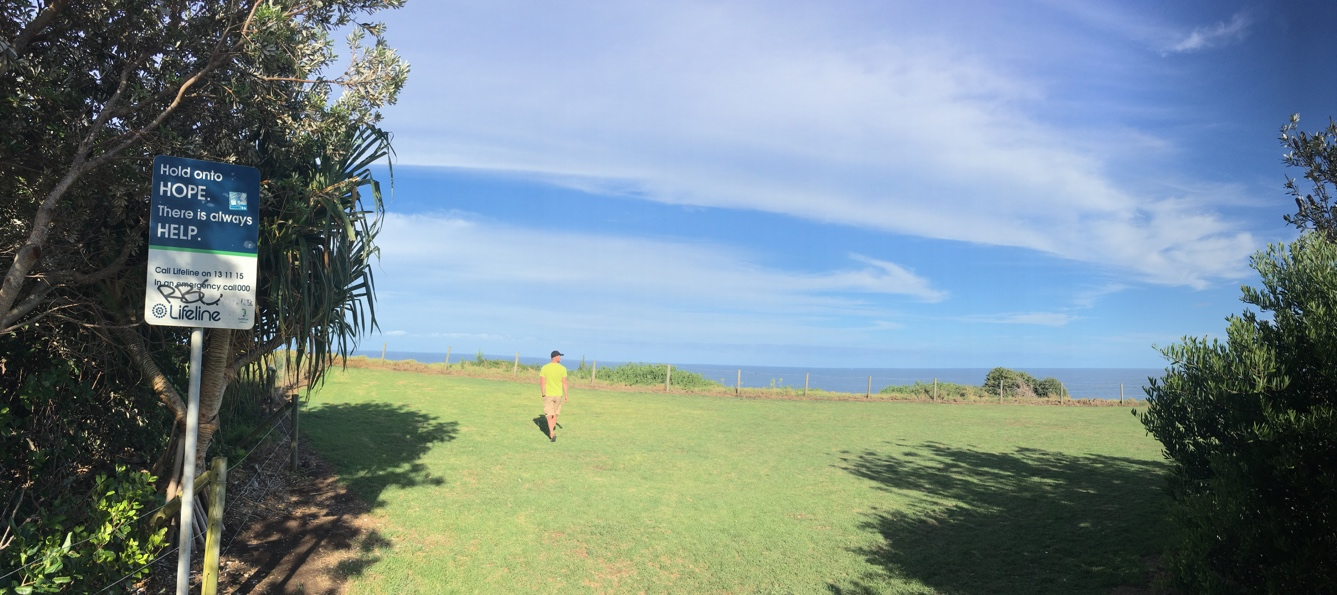 Hold onto
HOPE.
There is always
HELP.
Call Lifeline on 13 11 15
In an emergency call 000
Lifeline